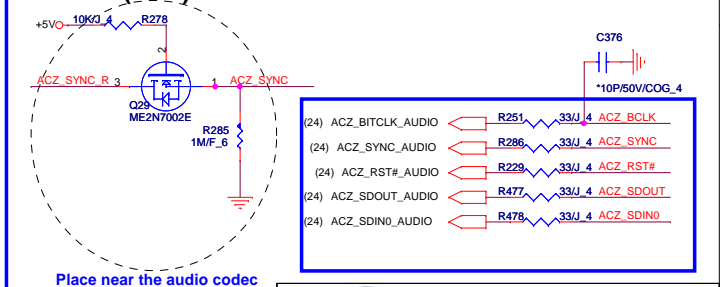 +5V 10K/J_4 R278
2
ACZ_SYNC_R 3 1 ACZ_SYNC
Q29
ME2N7002E
R285
1M/F_6
Place near the audio codec
C376
*10P/50V/COG_4
(24) ACZ_BITCLK_AUDIO R251 33/J_4 ACZ_BCLK
(24) ACZ_SYNC_AUDIO R286 33/J_4 ACZ_SYNC
(24) ACZ_RST#_AUDIO R229 33/J_4 ACZ_RST#
(24) ACZ_SDOUT_AUDIO R477 33/J_4 ACZ_SDOUT
(24) ACZ_SDIN0_AUDIO R478 33/J_4 ACZ_SDIN0